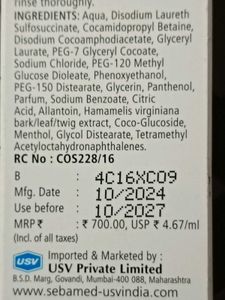 rinse thoroughly.
INGREDIENTS: Aqua, Disodium Laureth
Sulfosuccinate, Cocamidopropyl Betaine,
Disodium Cocoamphodiacetate, Glyceryl
Laurate, PEG-7 Glyceryl Cocoate,
Sodium Chloride, PEG-120 Methyl
Glucose Dioleate, Phenoxyethanol,
PEG-150 Distearate, Glycerin, Panthenol,
Parfum, Sodium Benzoate, Citric
Acid, Allantoin, Hamamelis virginiana
bark/leaf/twig extract, Coco-Glucoside,
Menthol, Glycol Distearate, Tetramethyl
Acetyloctahydronaphthalenes.
RC No : COS228/16
B 4C16XC09
Mfg. Date 10/2024
Use before 10/2027
MRP ₹ : ₹ 700.00, USP ₹ 4.67/ml
(Incl. of all taxes)
USV Imported & Marketed by :
USV Private Limited
B.S.D. Marg, Govandi, Mumbai-400 088, Maharashtra
www.sebamed-usvindia.com